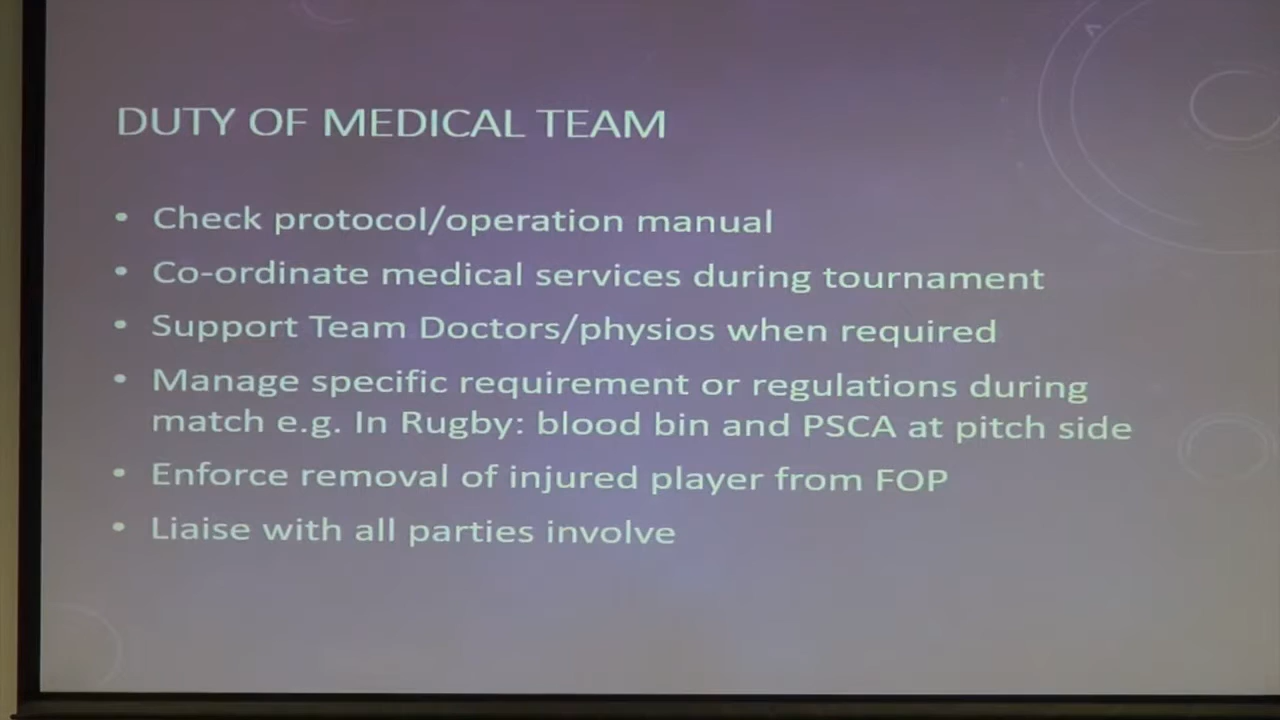 DUTY OF MEDICAL TEAM
• Check protocol/operation manual
• Co-ordinate medical services during tournament
• Support Team Doctors/physios when required
• Manage specific requirement or regulations during
match e.g. In Rugby: blood bin and PSCA at pitch side
• Enforce removal of injured player from FOP
• Liaise with all parties involve